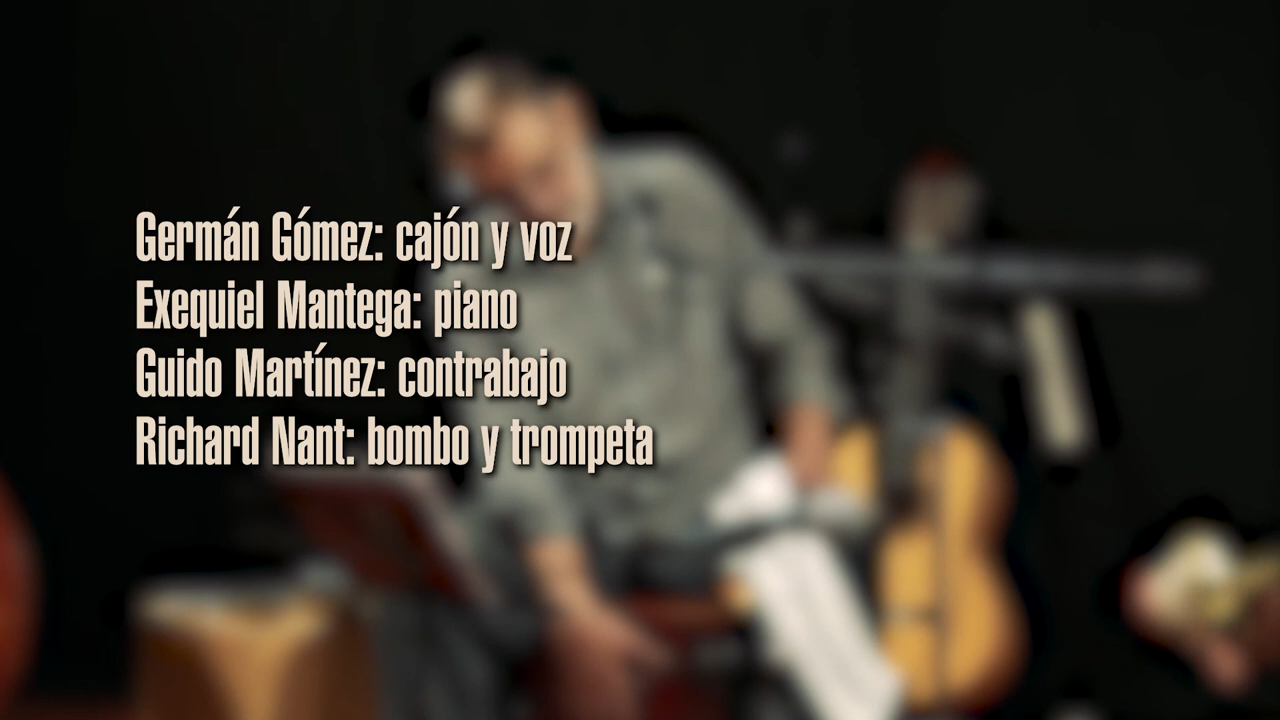 Germán Gómez: cajón y voz
Exequiel Mantega: piano
Guido Martínez: contrabajo
Richard Nant: bombo y trompeta